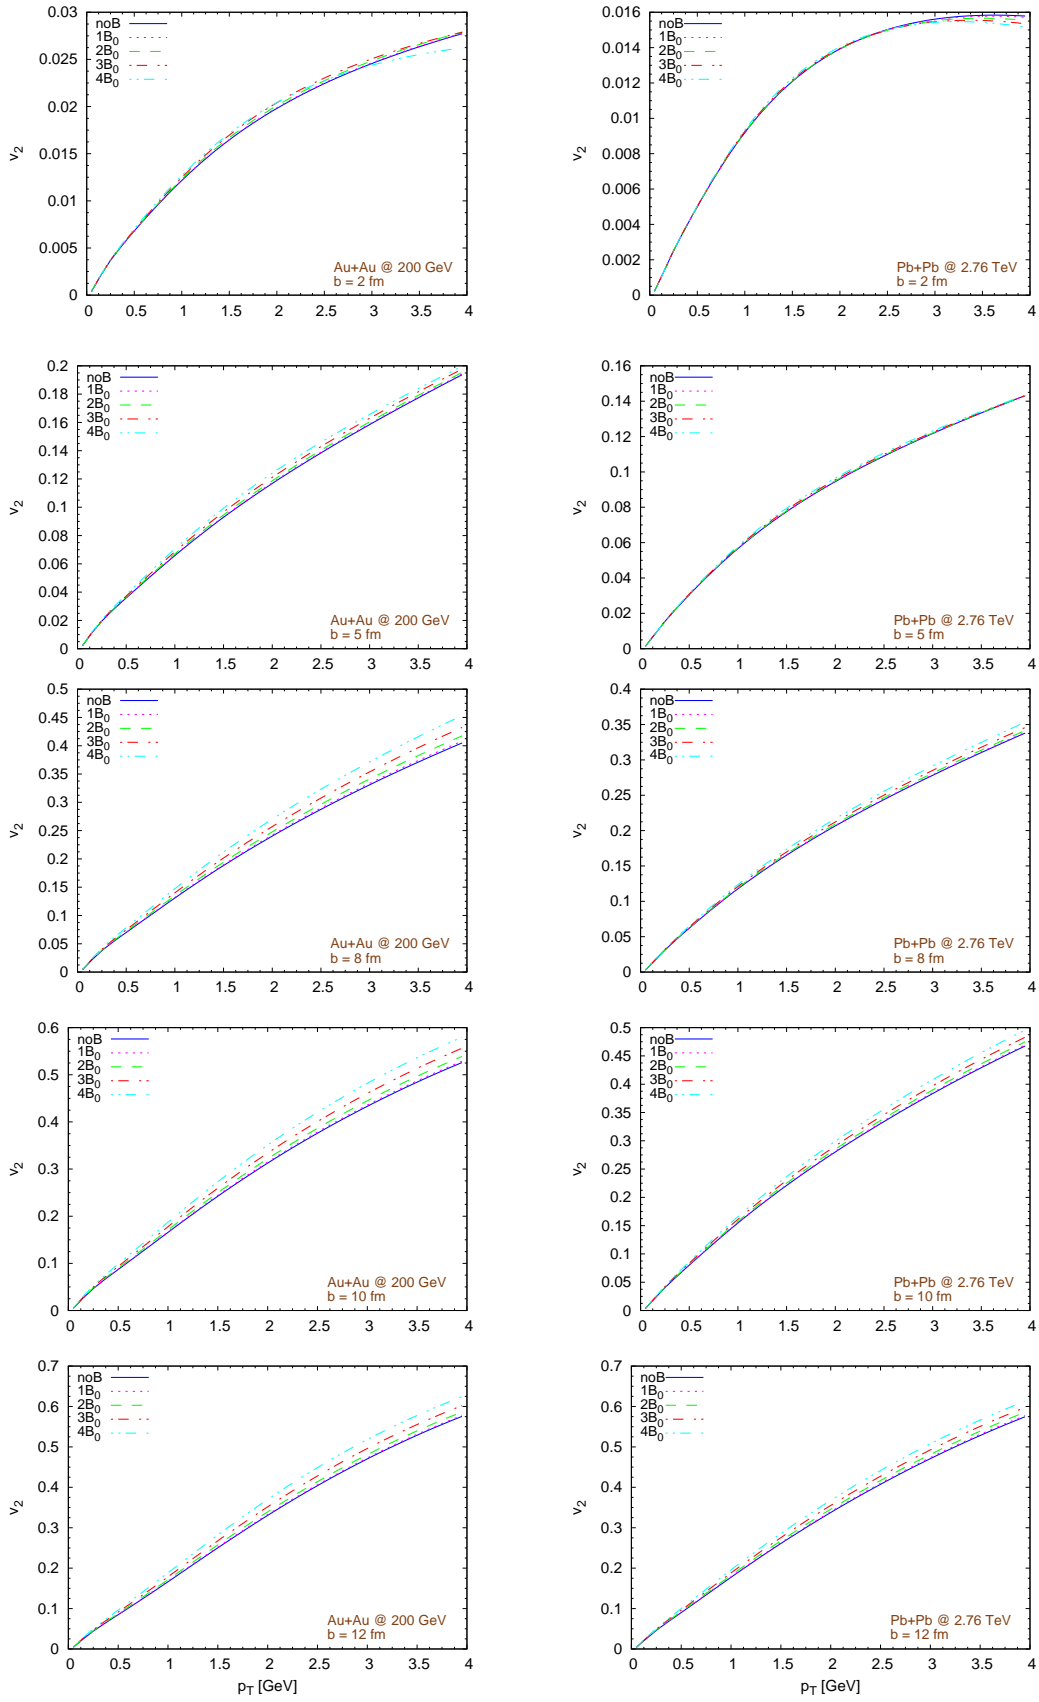 noB
1B0
2B0
3B0
4B0
0.03
0.025
0.02
0.015
0.01
0.005
0
v2
Au+Au @ 200 GeV
b = 2 fm
0 0.5 1 1.5 2 2.5 3 3.5 4
noB
1B0
2B0
3B0
4B0
0.016
0.014
0.012
0.01
0.008
0.006
0.004
0.002
0
v2
Pb+Pb @ 2.76 TeV
b = 2 fm
0 0.5 1 1.5 2 2.5 3 3.5 4
noB
1B0
2B0
3B0
4B0
0.2
0.18
0.16
0.14
0.12
0.1
0.08
0.06
0.04
0.02
0
v2
Au+Au @ 200 GeV
b = 5 fm
0 0.5 1 1.5 2 2.5 3 3.5 4
noB
1B0
2B0
3B0
4B0
0.16
0.14
0.12
0.1
0.08
0.06
0.04
0.02
0
v2
Pb+Pb @ 2.76 TeV
b = 5 fm
0 0.5 1 1.5 2 2.5 3 3.5 4
noB
1B0
2B0
3B0
4B0
0.5
0.45
0.4
0.35
0.3
0.25
0.2
0.15
0.1
0.05
0
v2
Au+Au @ 200 GeV
b = 8 fm
0 0.5 1 1.5 2 2.5 3 3.5 4
noB
1B0
2B0
3B0
4B0
0.4
0.35
0.3
0.25
0.2
0.15
0.1
0.05
0
v2
Pb+Pb @ 2.76 TeV
b = 8 fm
0 0.5 1 1.5 2 2.5 3 3.5 4
noB
1B0
2B0
3B0
4B0
0.6
0.5
0.4
0.3
0.2
0.1
0
v2
Au+Au @ 200 GeV
b = 10 fm
0 0.5 1 1.5 2 2.5 3 3.5 4
noB
1B0
2B0
3B0
4B0
0.5
0.45
0.4
0.35
0.3
0.25
0.2
0.15
0.1
0.05
0
v2
Pb+Pb @ 2.76 TeV
b = 10 fm
0 0.5 1 1.5 2 2.5 3 3.5 4
noB
1B0
2B0
3B0
4B0
0.7
0.6
0.5
0.4
0.3
0.2
0.1
0
v2
Au+Au @ 200 GeV
b = 12 fm
0 0.5 1 1.5 2 2.5 3 3.5 4
pT [GeV]
noB
1B0
2B0
3B0
4B0
0.7
0.6
0.5
0.4
0.3
0.2
0.1
0
v2
Pb+Pb @ 2.76 TeV
b = 12 fm
0 0.5 1 1.5 2 2.5 3 3.5 4
pT [GeV]